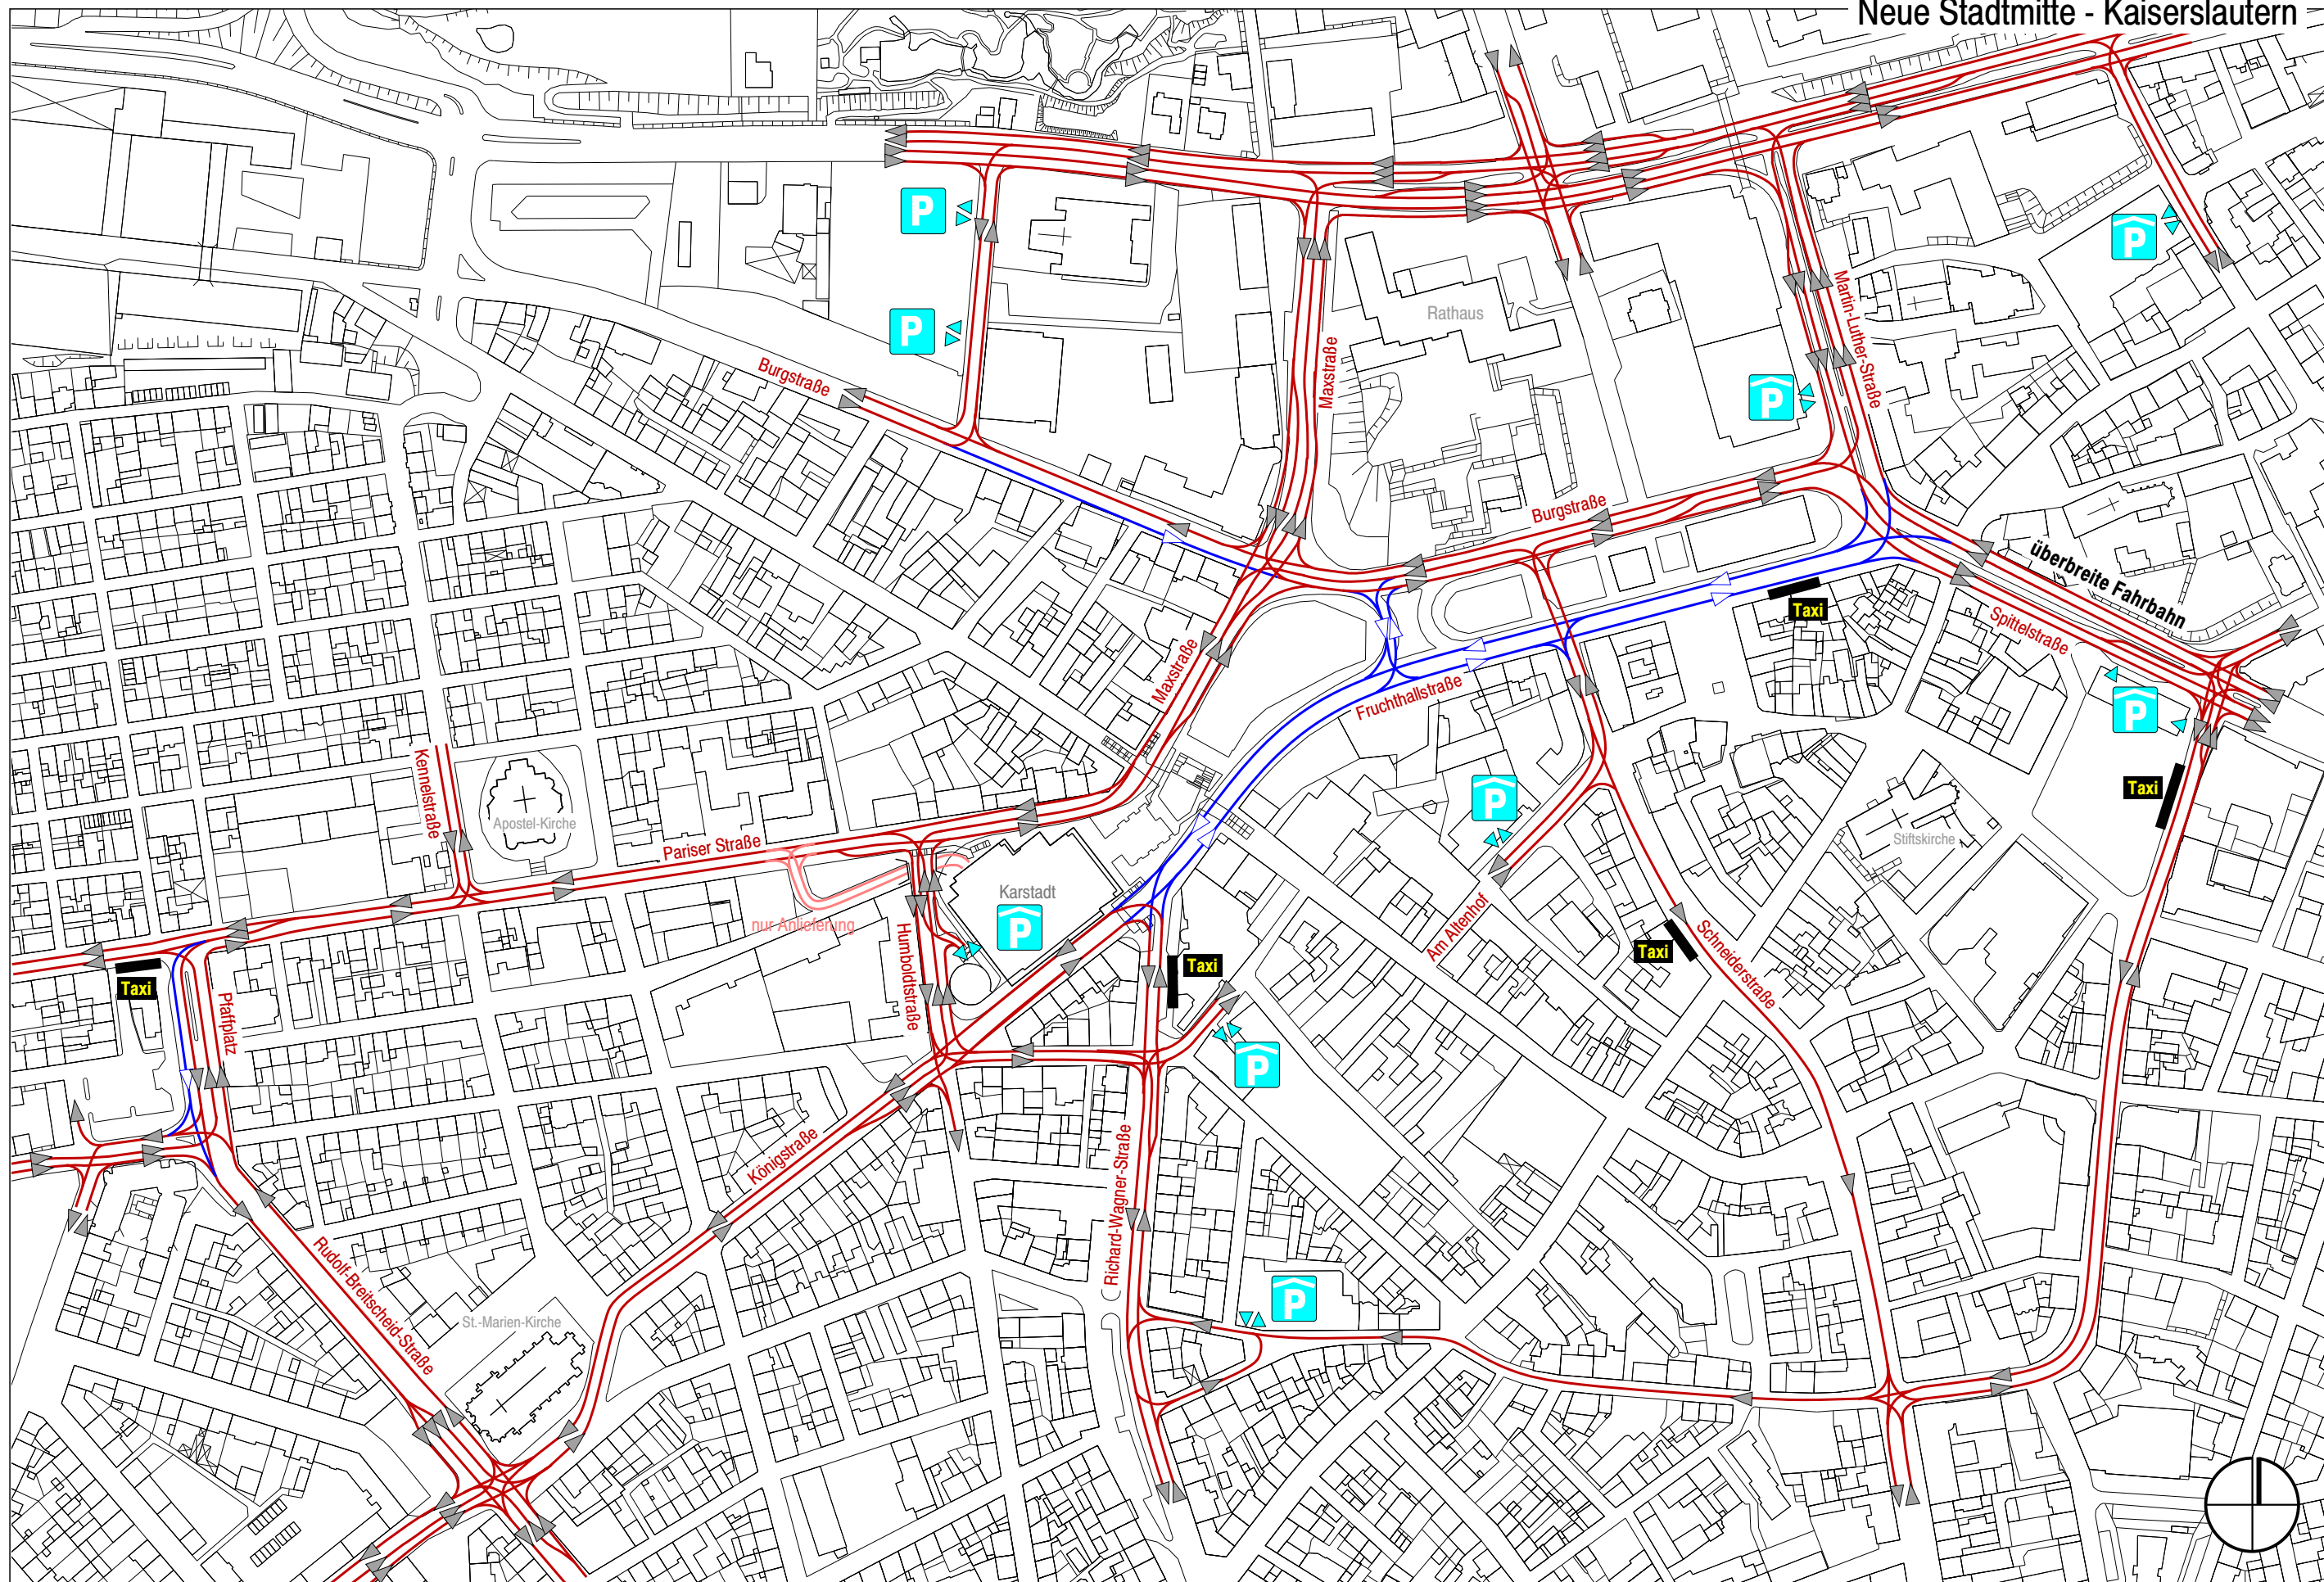 Neue Stadtmitte - Kaiserslautern
P
P
P
Rathaus
Martin-Luther-Straße
Maxstraße
Burgstraße
P
P
Burgstraße
überbreite Fahrbahn
Taxi
Spittelstraße
Maxstraße
Fruchthallstraße
P
Kennelstraße
Taxi
P
Apostel-Kirche
Pariser Straße
Stiftskirche
Karstadt
nur Anlieferung
P
Humboldtstraße
Am Altenhof
Taxi
Schneiderstraße
Taxi
Taxi
Pfaffplatz
P
Königstraße
Richard-Wagner-Straße
Rudolf-Breitscheid-Straße
P
St.-Marien-Kirche